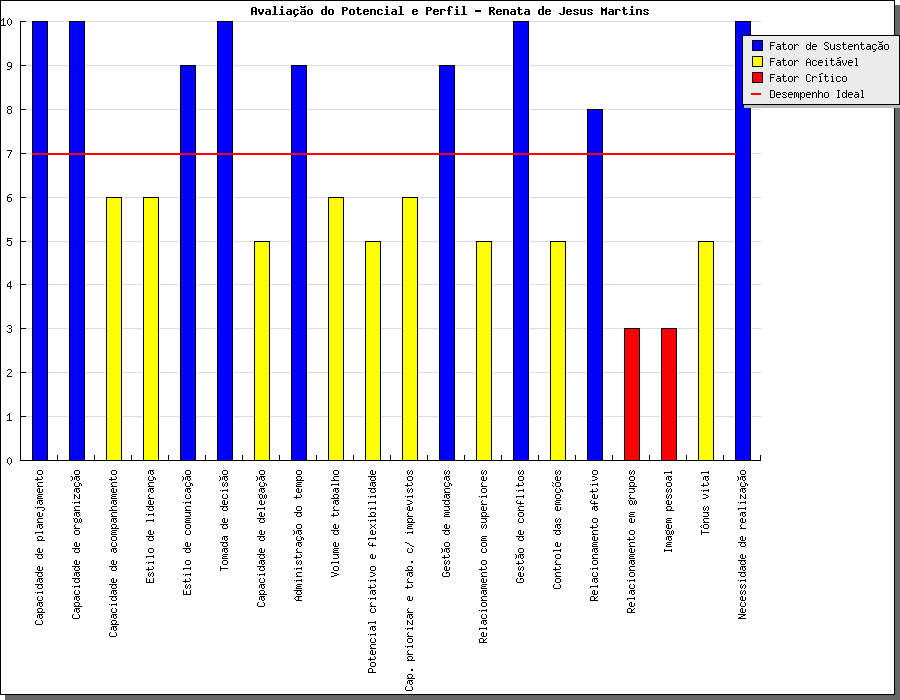 Avaliação do Potencial e Perfil - Renata de Jesus Martins
Fator de Sustentação
Fator Aceitável
Fator Crítico
Desempenho Ideal
10
9
8
7
6
5
4
3
2
1
0
Capacidade de planejamento
Capacidade de organização
Capacidade de acompanhamento
Estilo de liderança
Estilo de comunicação
Tomada de decisão
Capacidade de delegação
Administração do tempo
Volume de trabalho
Potencial criativo e flexibilidade
Cap. priorizar e trab. c/ imprevistos
Gestão de mudanças
Relacionamento com superiores
Gestão de conflitos
Controle das emoções
Relacionamento afetivo
Relacionamento em grupos
Imagem pessoal
Tônus vital
Necessidade de realização